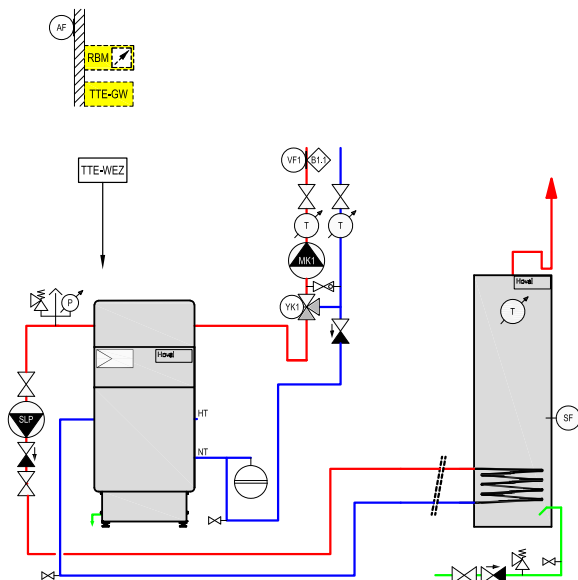 AF
RBM
TTE-GW
TTE-WEZ
VF1
B1.1
T
T
MK1
P
YK1
Hoval
T
Hoval
SLP
HT
SF
NT